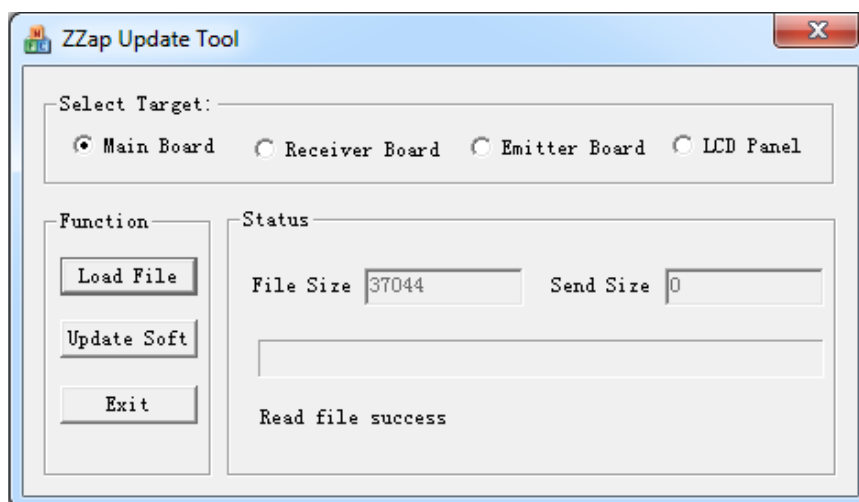 ZZap Update Tool
Select Target:
Main Board Receiver Board Emitter Board LCD Panel
Function
Load File
Update Soft
Exit
Status
File Size 37044 Send Size 0
Read file success